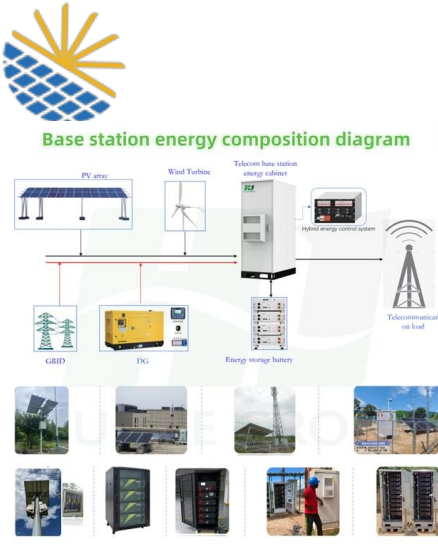 Base station energy composition diagram
Telecom base station
energy cabinet
PV array
Wind Turbine
Hybrid energy control system
Telecommunicati
on load
GRID
DG
Energy storage battery